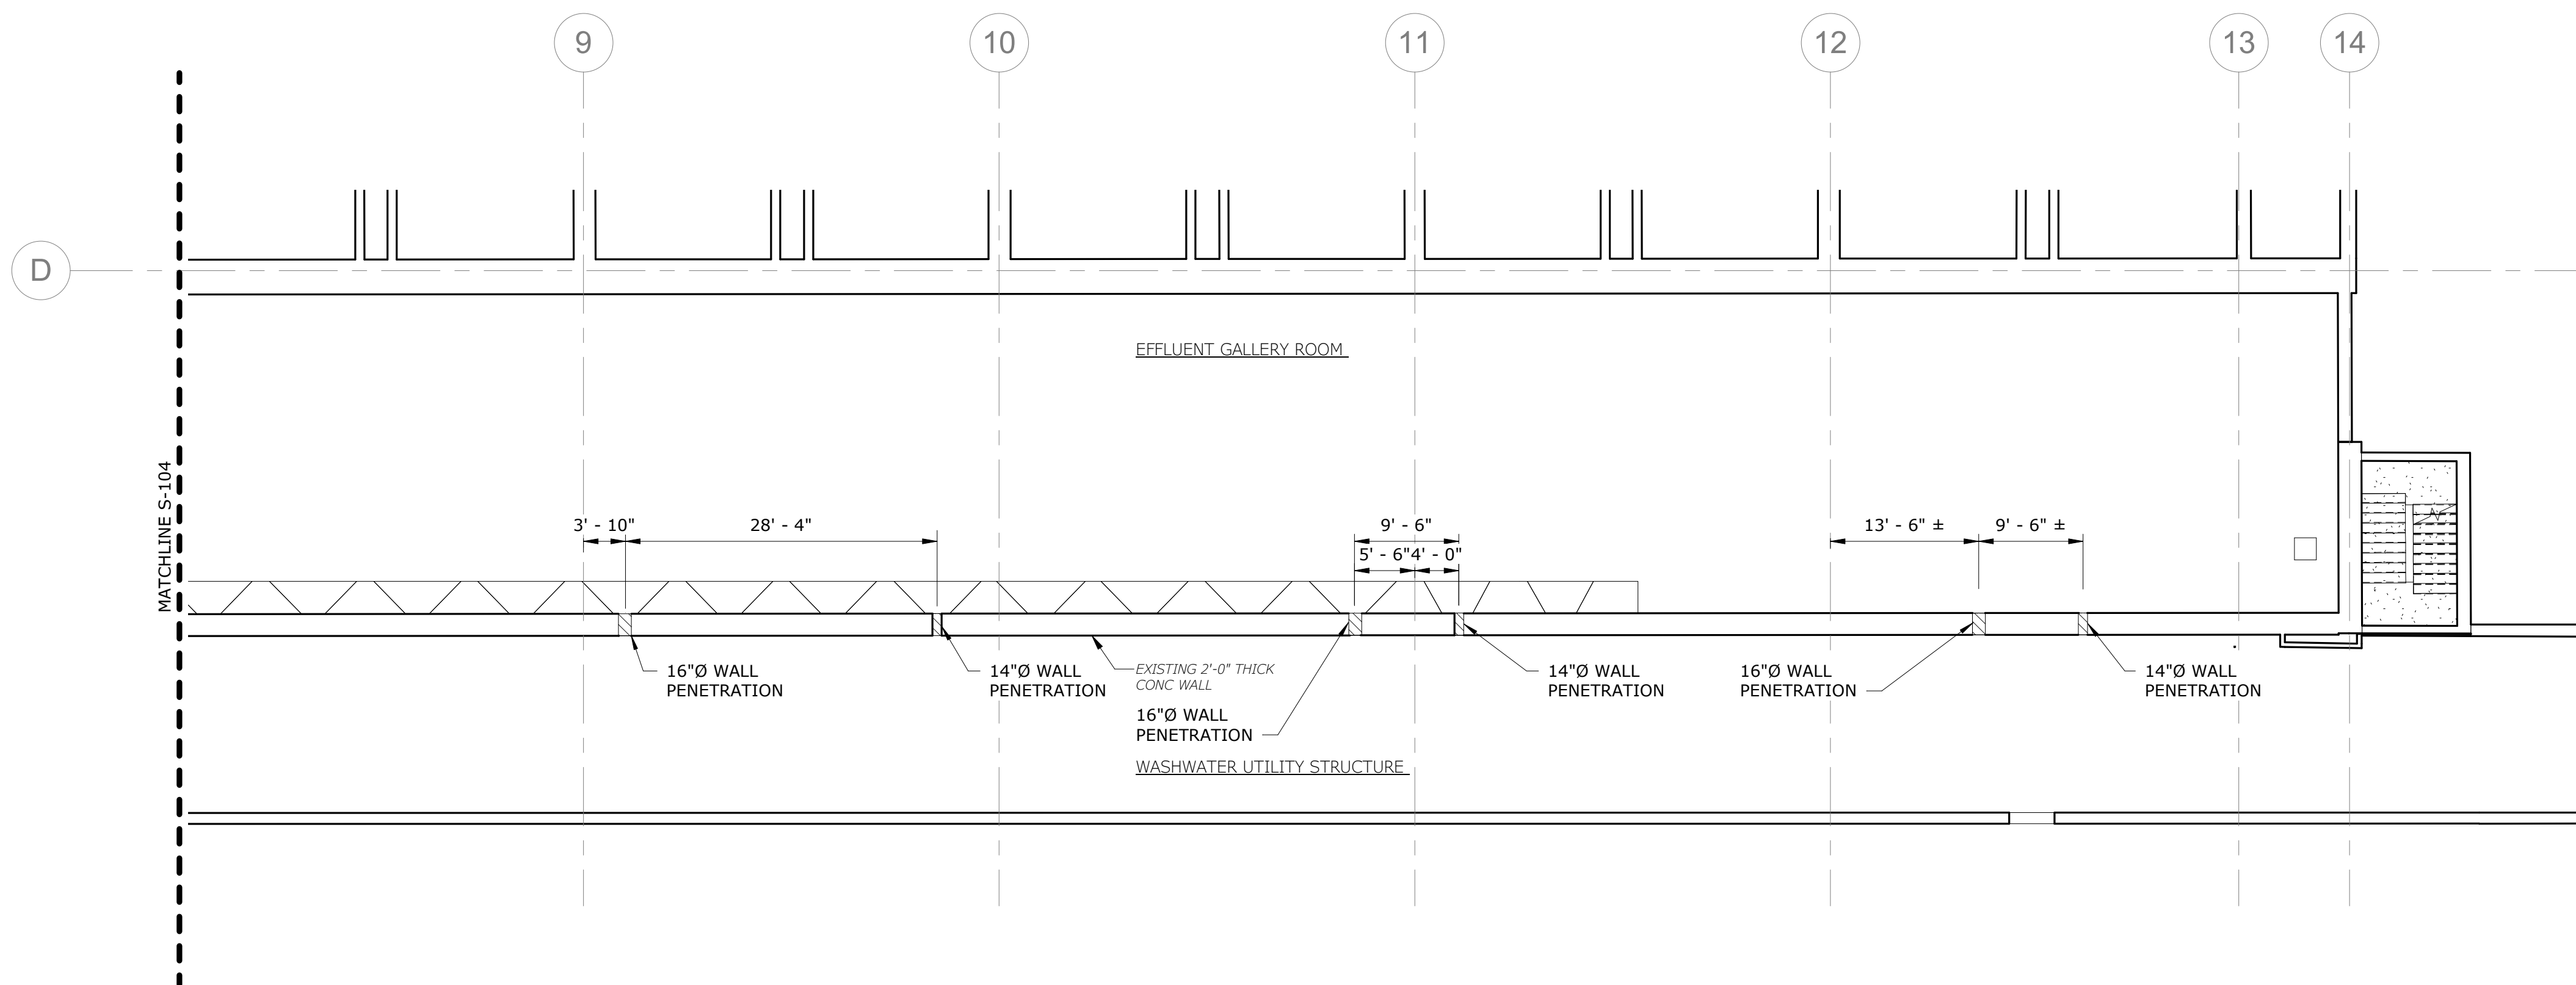 9
10
11
12
13
14
D
EFFLUENT GALLERY ROOM
MATCHLINE S-104
3' - 10"
28' - 4"
9' - 6"
5' - 6"
4' - 0"
13' - 6" ±
9' - 6" ±
16"Ø WALL
PENETRATION
14"Ø WALL
PENETRATION
EXISTING 2'-0" THICK
CONC WALL
16"Ø WALL
PENETRATION
14"Ø WALL
PENETRATION
16"Ø WALL
PENETRATION
14"Ø WALL
PENETRATION
WASHWATER UTILITY STRUCTURE